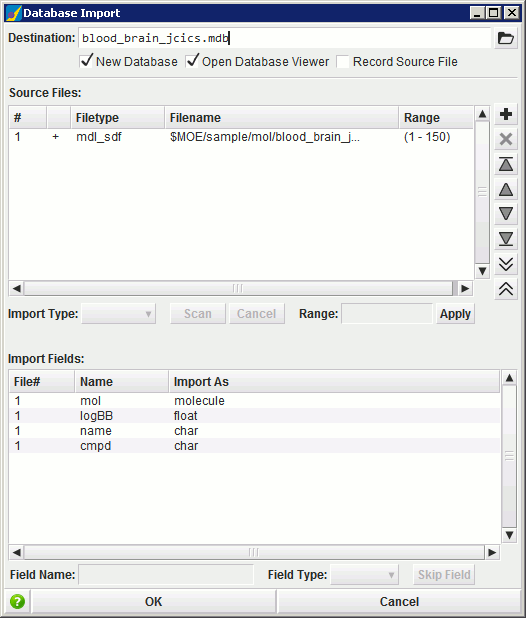 Database Import
Destination: blood_brain_jcics.mdb
New Database Open Database Viewer Record Source File
Source Files:
# Filetype Filename Range
1 + mdl_sdf $MOE/sample/mol/blood_brain_j... (1 - 150)
Import Type: Scan Cancel Range: Apply
Import Fields:
File# Name Import As
1 mol molecule
1 logBB float
1 name char
1 cmpd char
Field Name: Field Type: Skip Field
? OK Cancel